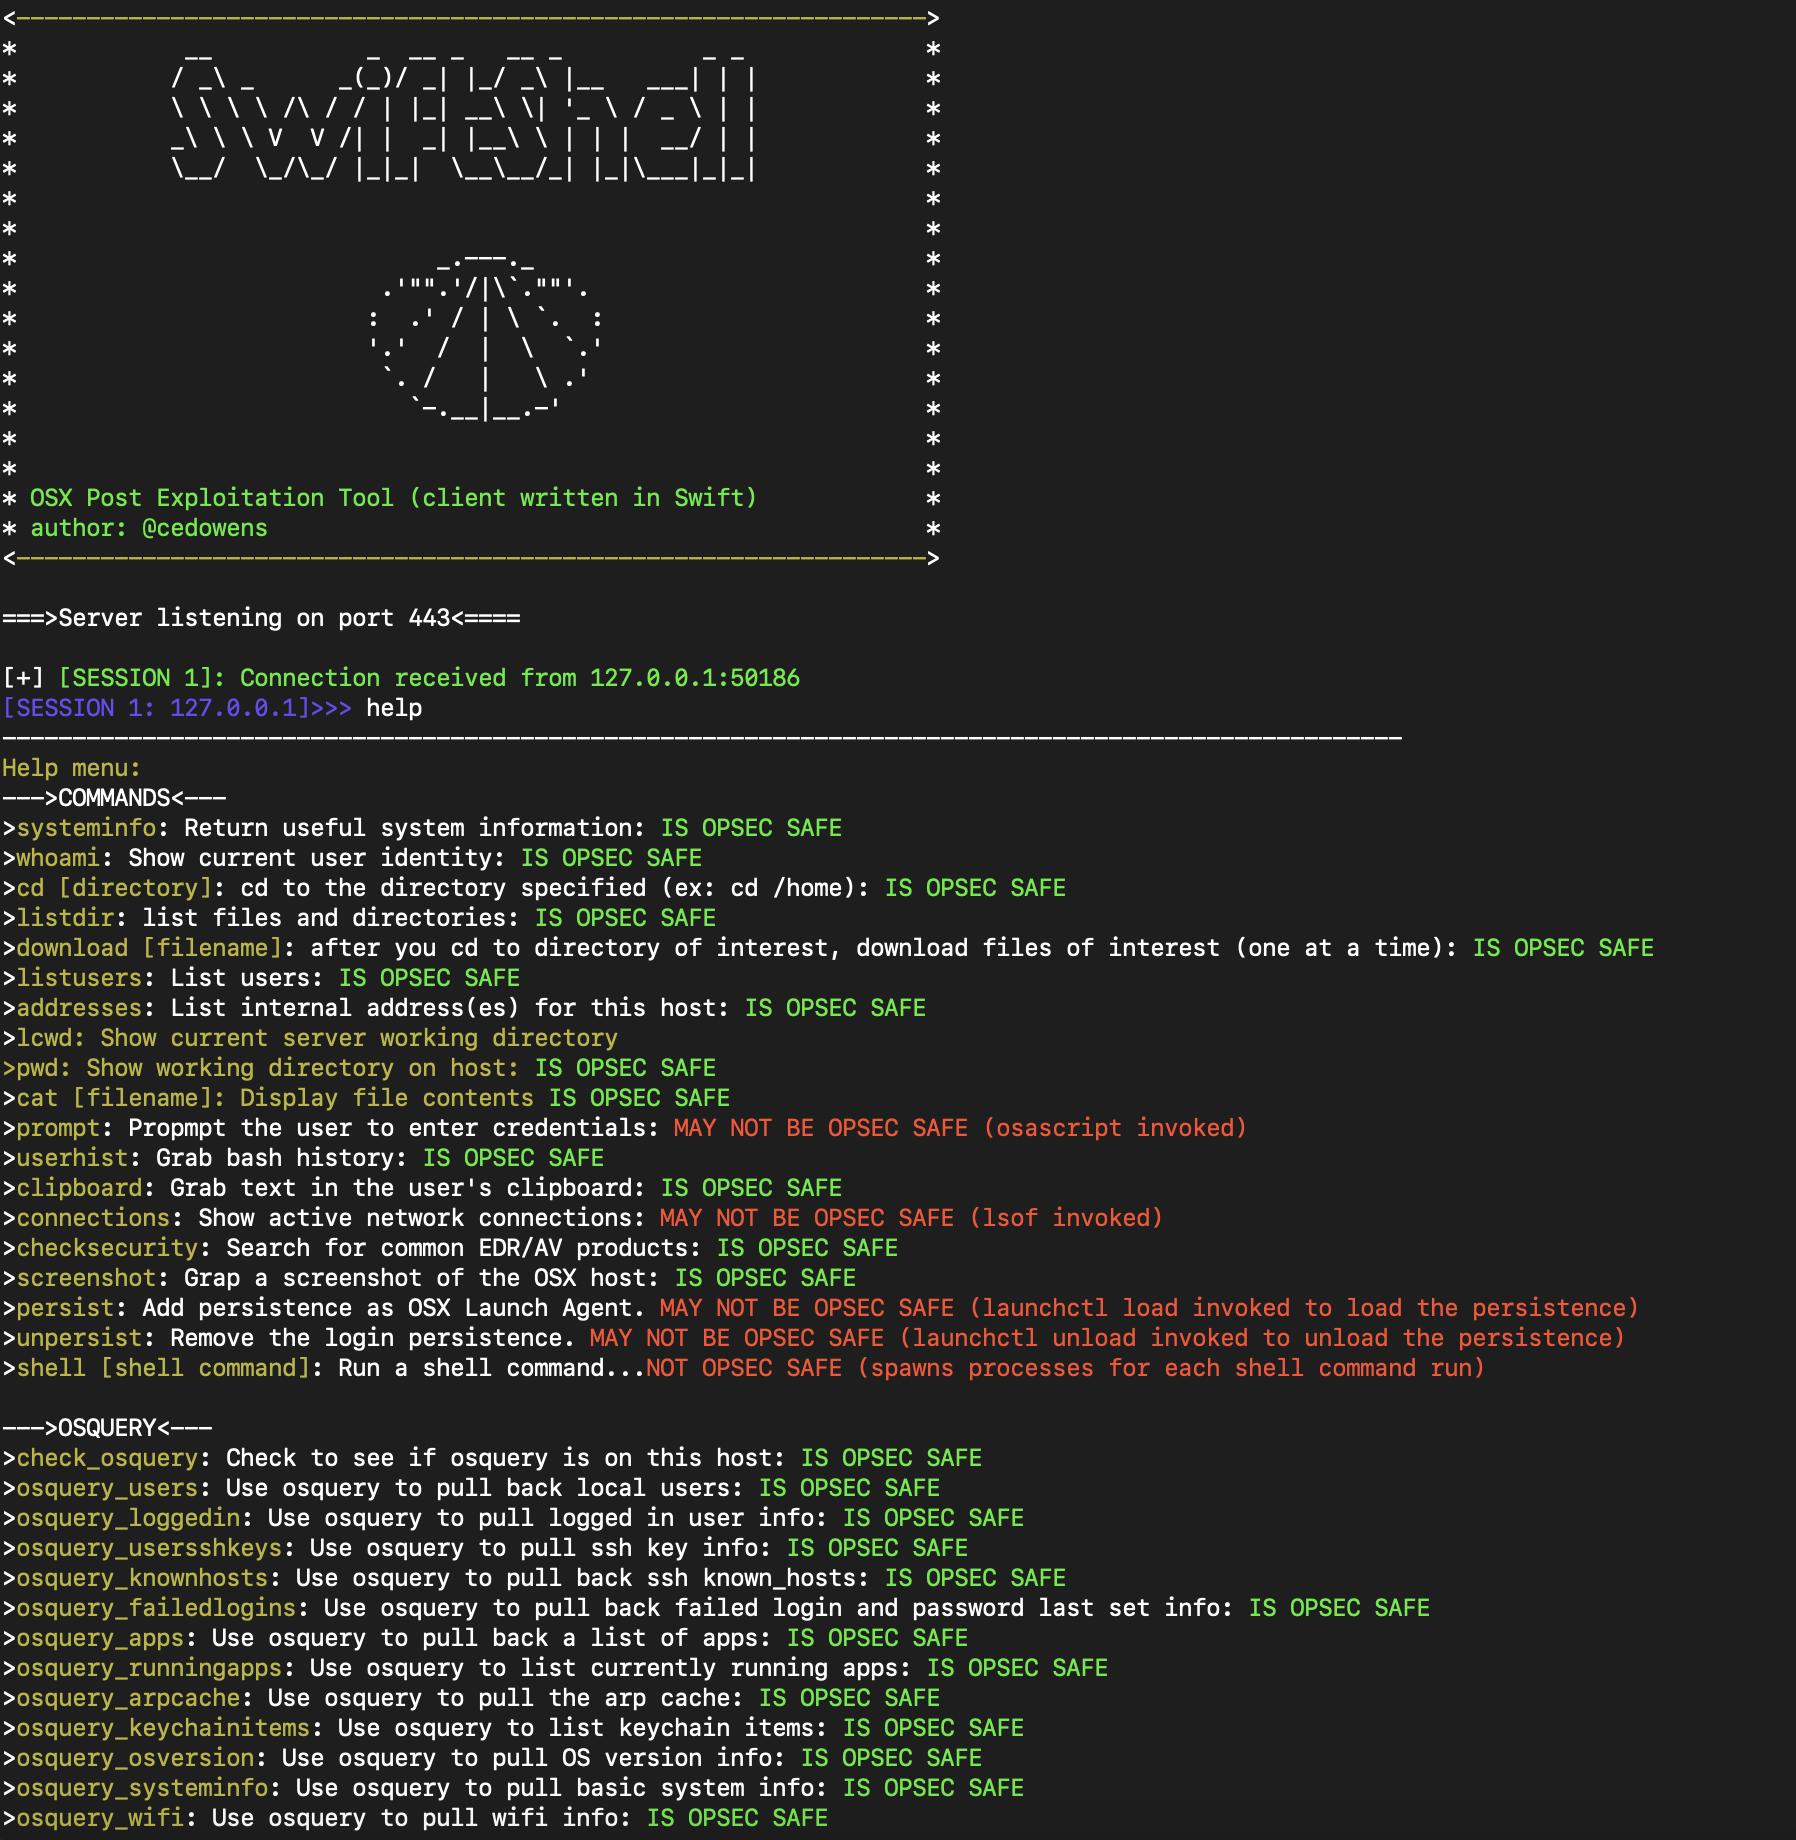 <----------------------------------------------------------------->
*            __           _  __ _   __ _          _ _             *
*           / _\ _      _(_)/ _| |_/ _\ |__   ___| | |            *
*           \ \ \ \ /\ / / | |_| __\ \| '_ \ / _ \ | |            *
*           _\ \ \ V  V /| |  _| |__\ \ | | |  __/ | |            *
*           \__/  \_/\_/ |_|_|  \__\__/_| |_|\___|_|_|            *
*                                                                 *
*                                                                 *
*                              _.---._                            *
*                          .'"".'/|\`.""'.                        *
*                         :  .' / | \ `.  :                       *
*                         '.'  /  |  \  `.'                       *
*                          `. /   |   \ .'                        *
*                            `-.__|__.-'                          *
*                                                                 *
*                                                                 *
* OSX Post Exploitation Tool (client written in Swift)            *
* author: @cedowens                                               *
<----------------------------------------------------------------->
===>Server listening on port 443<====
[+] [SESSION 1]: Connection received from 127.0.0.1:50186
[SESSION 1: 127.0.0.1]>>> help
----------------------------------------------------------------------------------------------------
Help menu:
--->COMMANDS<---
>systeminfo: Return useful system information: IS OPSEC SAFE
>whoami: Show current user identity: IS OPSEC SAFE
>cd [directory]: cd to the directory specified (ex: cd /home): IS OPSEC SAFE
>listdir: list files and directories: IS OPSEC SAFE
>download [filename]: after you cd to directory of interest, download files of interest (one at a time): IS OPSEC SAFE
>listusers: List users: IS OPSEC SAFE
>addresses: List internal address(es) for this host: IS OPSEC SAFE
>lcwd: Show current server working directory
>pwd: Show working directory on host: IS OPSEC SAFE
>cat [filename]: Display file contents IS OPSEC SAFE
>prompt: Propmpt the user to enter credentials: MAY NOT BE OPSEC SAFE (osascript invoked)
>userhist: Grab bash history: IS OPSEC SAFE
>clipboard: Grab text in the user's clipboard: IS OPSEC SAFE
>connections: Show active network connections: MAY NOT BE OPSEC SAFE (lsof invoked)
>checksecurity: Search for common EDR/AV products: IS OPSEC SAFE
>screenshot: Grap a screenshot of the OSX host: IS OPSEC SAFE
>persist: Add persistence as OSX Launch Agent. MAY NOT BE OPSEC SAFE (launchctl load invoked to load the persistence)
>unpersist: Remove the login persistence. MAY NOT BE OPSEC SAFE (launchctl unload invoked to unload the persistence)
>shell [shell command]: Run a shell command...NOT OPSEC SAFE (spawns processes for each shell command run)
--->OSQUERY<---
>check_osquery: Check to see if osquery is on this host: IS OPSEC SAFE
>osquery_users: Use osquery to pull back local users: IS OPSEC SAFE
>osquery_loggedin: Use osquery to pull logged in user info: IS OPSEC SAFE
>osquery_usersshkeys: Use osquery to pull ssh key info: IS OPSEC SAFE
>osquery_knownhosts: Use osquery to pull back ssh known_hosts: IS OPSEC SAFE
>osquery_failedlogins: Use osquery to pull back failed login and password last set info: IS OPSEC SAFE
>osquery_apps: Use osquery to pull back a list of apps: IS OPSEC SAFE
>osquery_runningapps: Use osquery to list currently running apps: IS OPSEC SAFE
>osquery_arpcache: Use osquery to pull the arp cache: IS OPSEC SAFE
>osquery_keychainitems: Use osquery to list keychain items: IS OPSEC SAFE
>osquery_osversion: Use osquery to pull OS version info: IS OPSEC SAFE
>osquery_systeminfo: Use osquery to pull basic system info: IS OPSEC SAFE
>osquery_wifi: Use osquery to pull wifi info: IS OPSEC SAFE